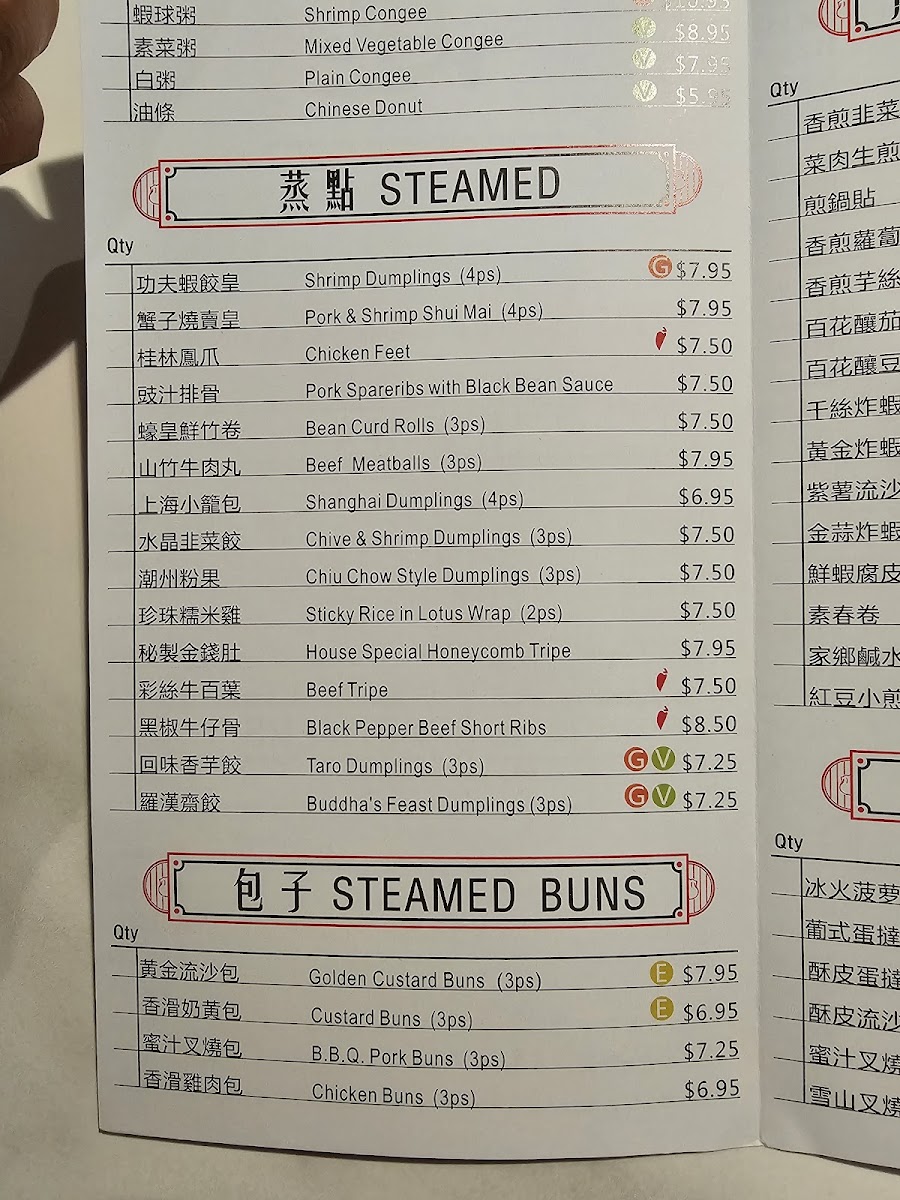 蝦球粥 Shrimp Congee
素菜粥 Mixed Vegetable Congee V $8.95
白粥 Plain Congee V $7.95
油條 Chinese Donut V $5.95
蒸點 STEAMED
Qty
功夫蝦餃皇 Shrimp Dumplings (4ps) G $7.95
蟹子燒賣皇 Pork & Shrimp Shui Mai (4ps) $7.95
桂林鳳爪 Chicken Feet $7.50
豉汁排骨 Pork Spareribs with Black Bean Sauce $7.50
蠔皇鮮竹卷 Bean Curd Rolls (3ps) $7.50
山竹牛肉丸 Beef Meatballs (3ps) $7.95
上海小籠包 Shanghai Dumplings (4ps) $6.95
水晶韭菜餃 Chive & Shrimp Dumplings (3ps) $7.50
潮州粉果 Chiu Chow Style Dumplings (3ps) $7.50
珍珠糯米雞 Sticky Rice in Lotus Wrap (2ps) $7.50
秘製金錢肚 House Special Honeycomb Tripe $7.95
彩絲牛百葉 Beef Tripe $7.50
黑椒牛仔骨 Black Pepper Beef Short Ribs $8.50
回味香芋餃 Taro Dumplings (3ps) G V $7.25
羅漢齋餃 Buddha's Feast Dumplings (3ps) G V $7.25
包子 STEAMED BUNS
Qty
黃金流沙包 Golden Custard Buns (3ps) E $7.95
香滑奶黃包 Custard Buns (3ps) E $6.95
蜜汁叉燒包 B.B.Q. Pork Buns (3ps) $7.25
香滑雞肉包 Chicken Buns (3ps) $6.95
Qty
香煎韭菜
菜肉生煎
煎鍋貼
香煎蘿蔔
香煎芋絲
百花釀茄
百花釀豆
千絲炸蝦
黃金炸蝦
紫薯流沙
金蒜炸蝦
鮮蝦腐皮
素春卷
家鄉鹹水
紅豆小煎
Qty
冰火菠萝
葡式蛋撻
酥皮蛋撻
酥皮流沙
蜜汁叉燒
雪山叉燒